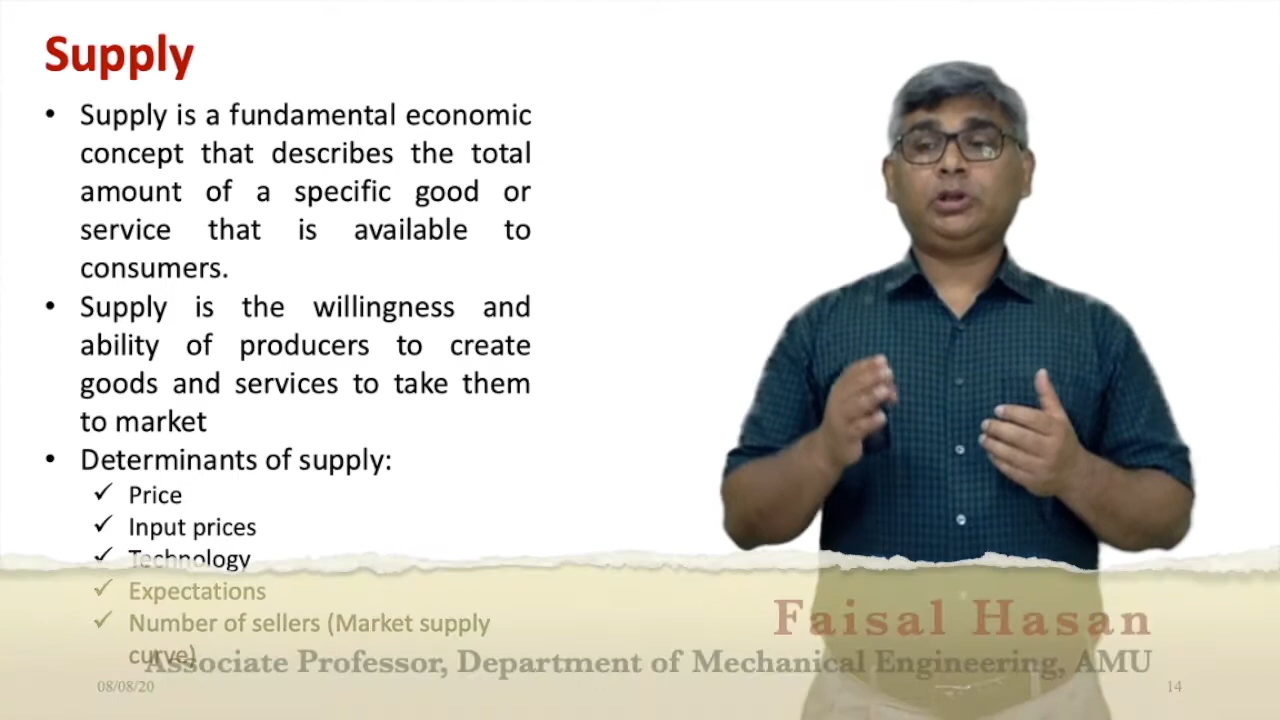 Supply
• Supply is a fundamental economic
concept that describes the total
amount of a specific good or
service that is available to
consumers.
• Supply is the willingness and
ability of producers to create
goods and services to take them
to market
• Determinants of supply:
✓ Price
✓ Input prices
✓ Technology
✓ Expectations
✓ Number of sellers (Market supply
curve)
Faisal Hasan
Associate Professor, Department of Mechanical Engineering, AMU
08/08/20
14